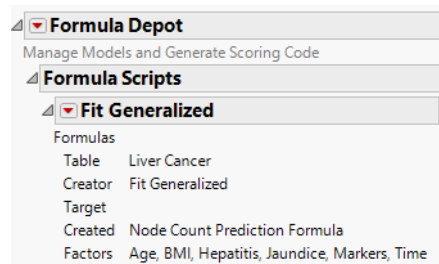 Formula Depot
Manage Models and Generate Scoring Code
Formula Scripts
Fit Generalized
Formulas
Table Liver Cancer
Creator Fit Generalized
Target
Created Node Count Prediction Formula
Factors Age, BMI, Hepatitis, Jaundice, Markers, Time